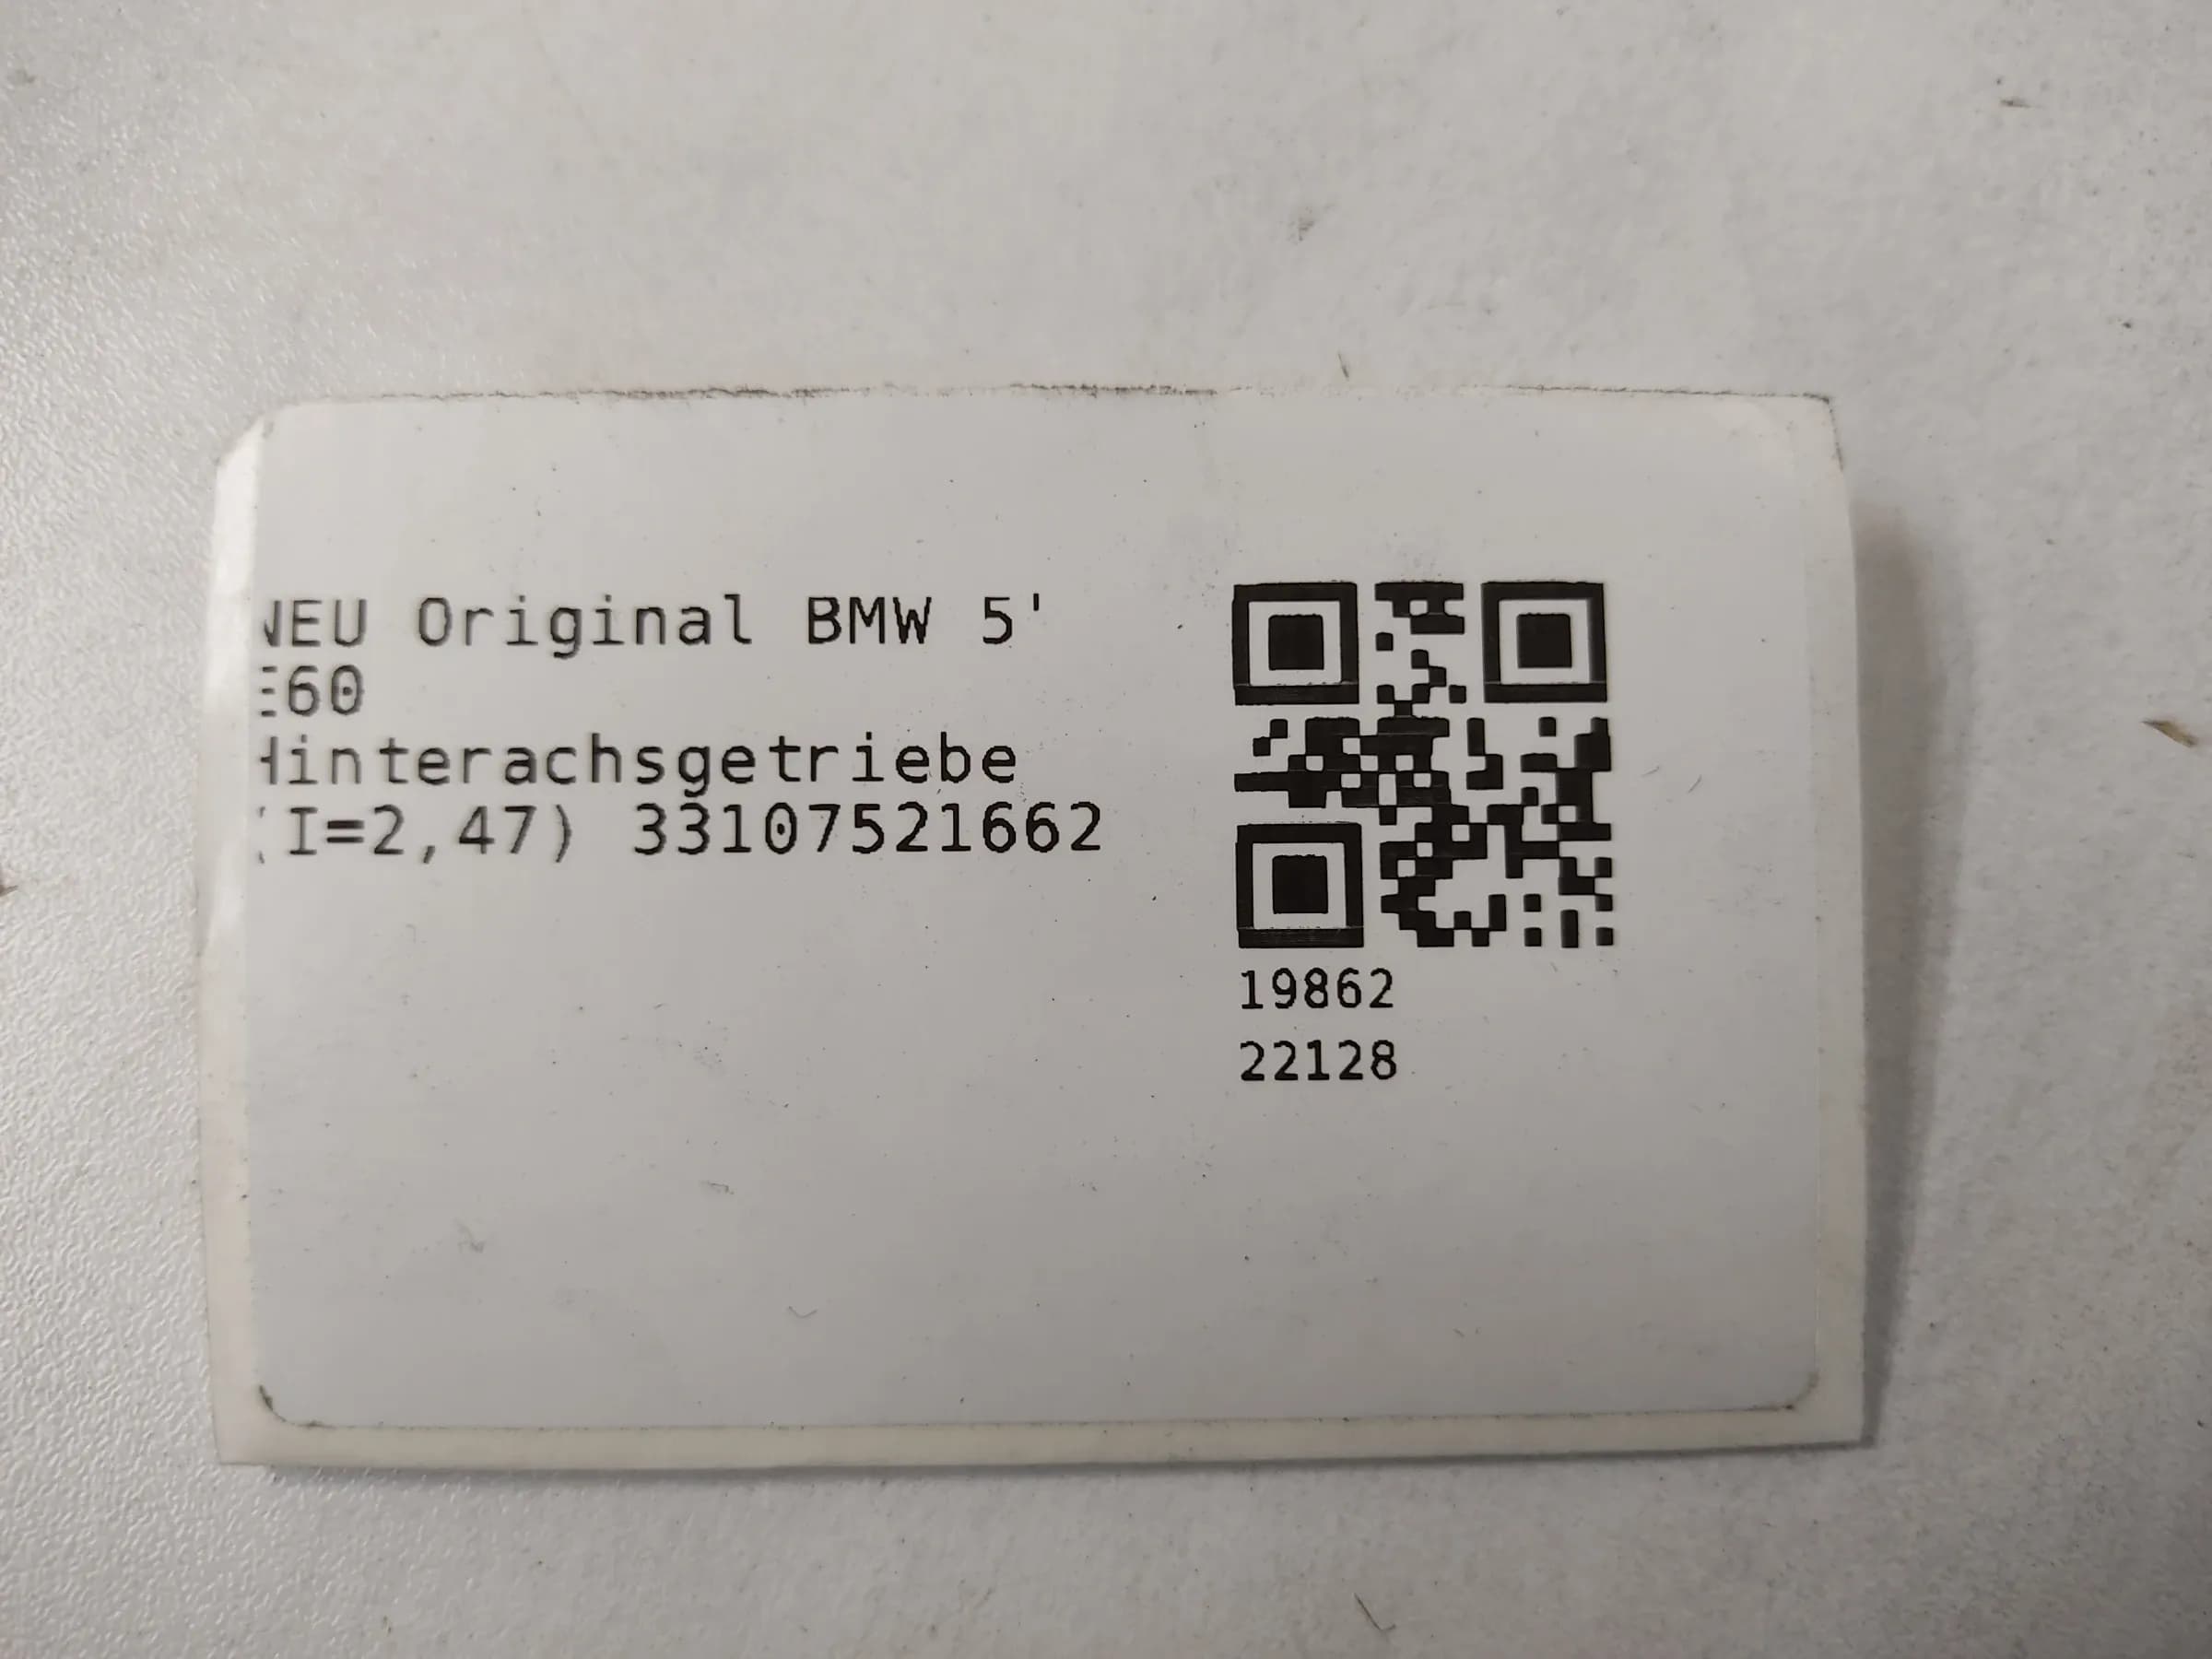 NEU Original BMW 5'
E60
Hinterachsgetriebe
(I=2,47) 33107521662
19862
22128